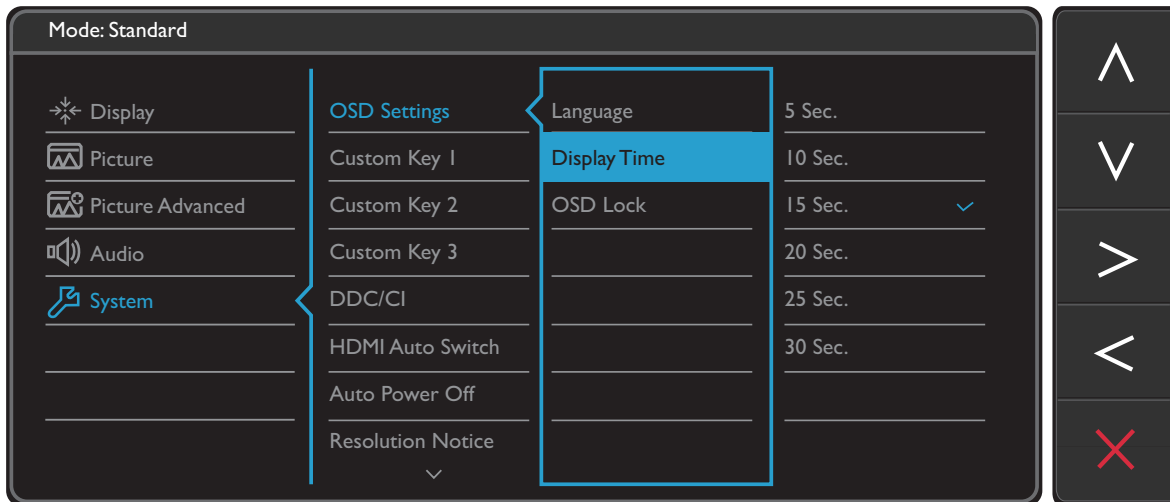 Mode: Standard
Display
Picture
Picture Advanced
Audio
System
OSD Settings
Custom Key 1
Custom Key 2
Custom Key 3
DDC/CI
HDMI Auto Switch
Auto Power Off
Resolution Notice
Language
Display Time
OSD Lock
5 Sec.
10 Sec.
15 Sec.
20 Sec.
25 Sec.
30 Sec.